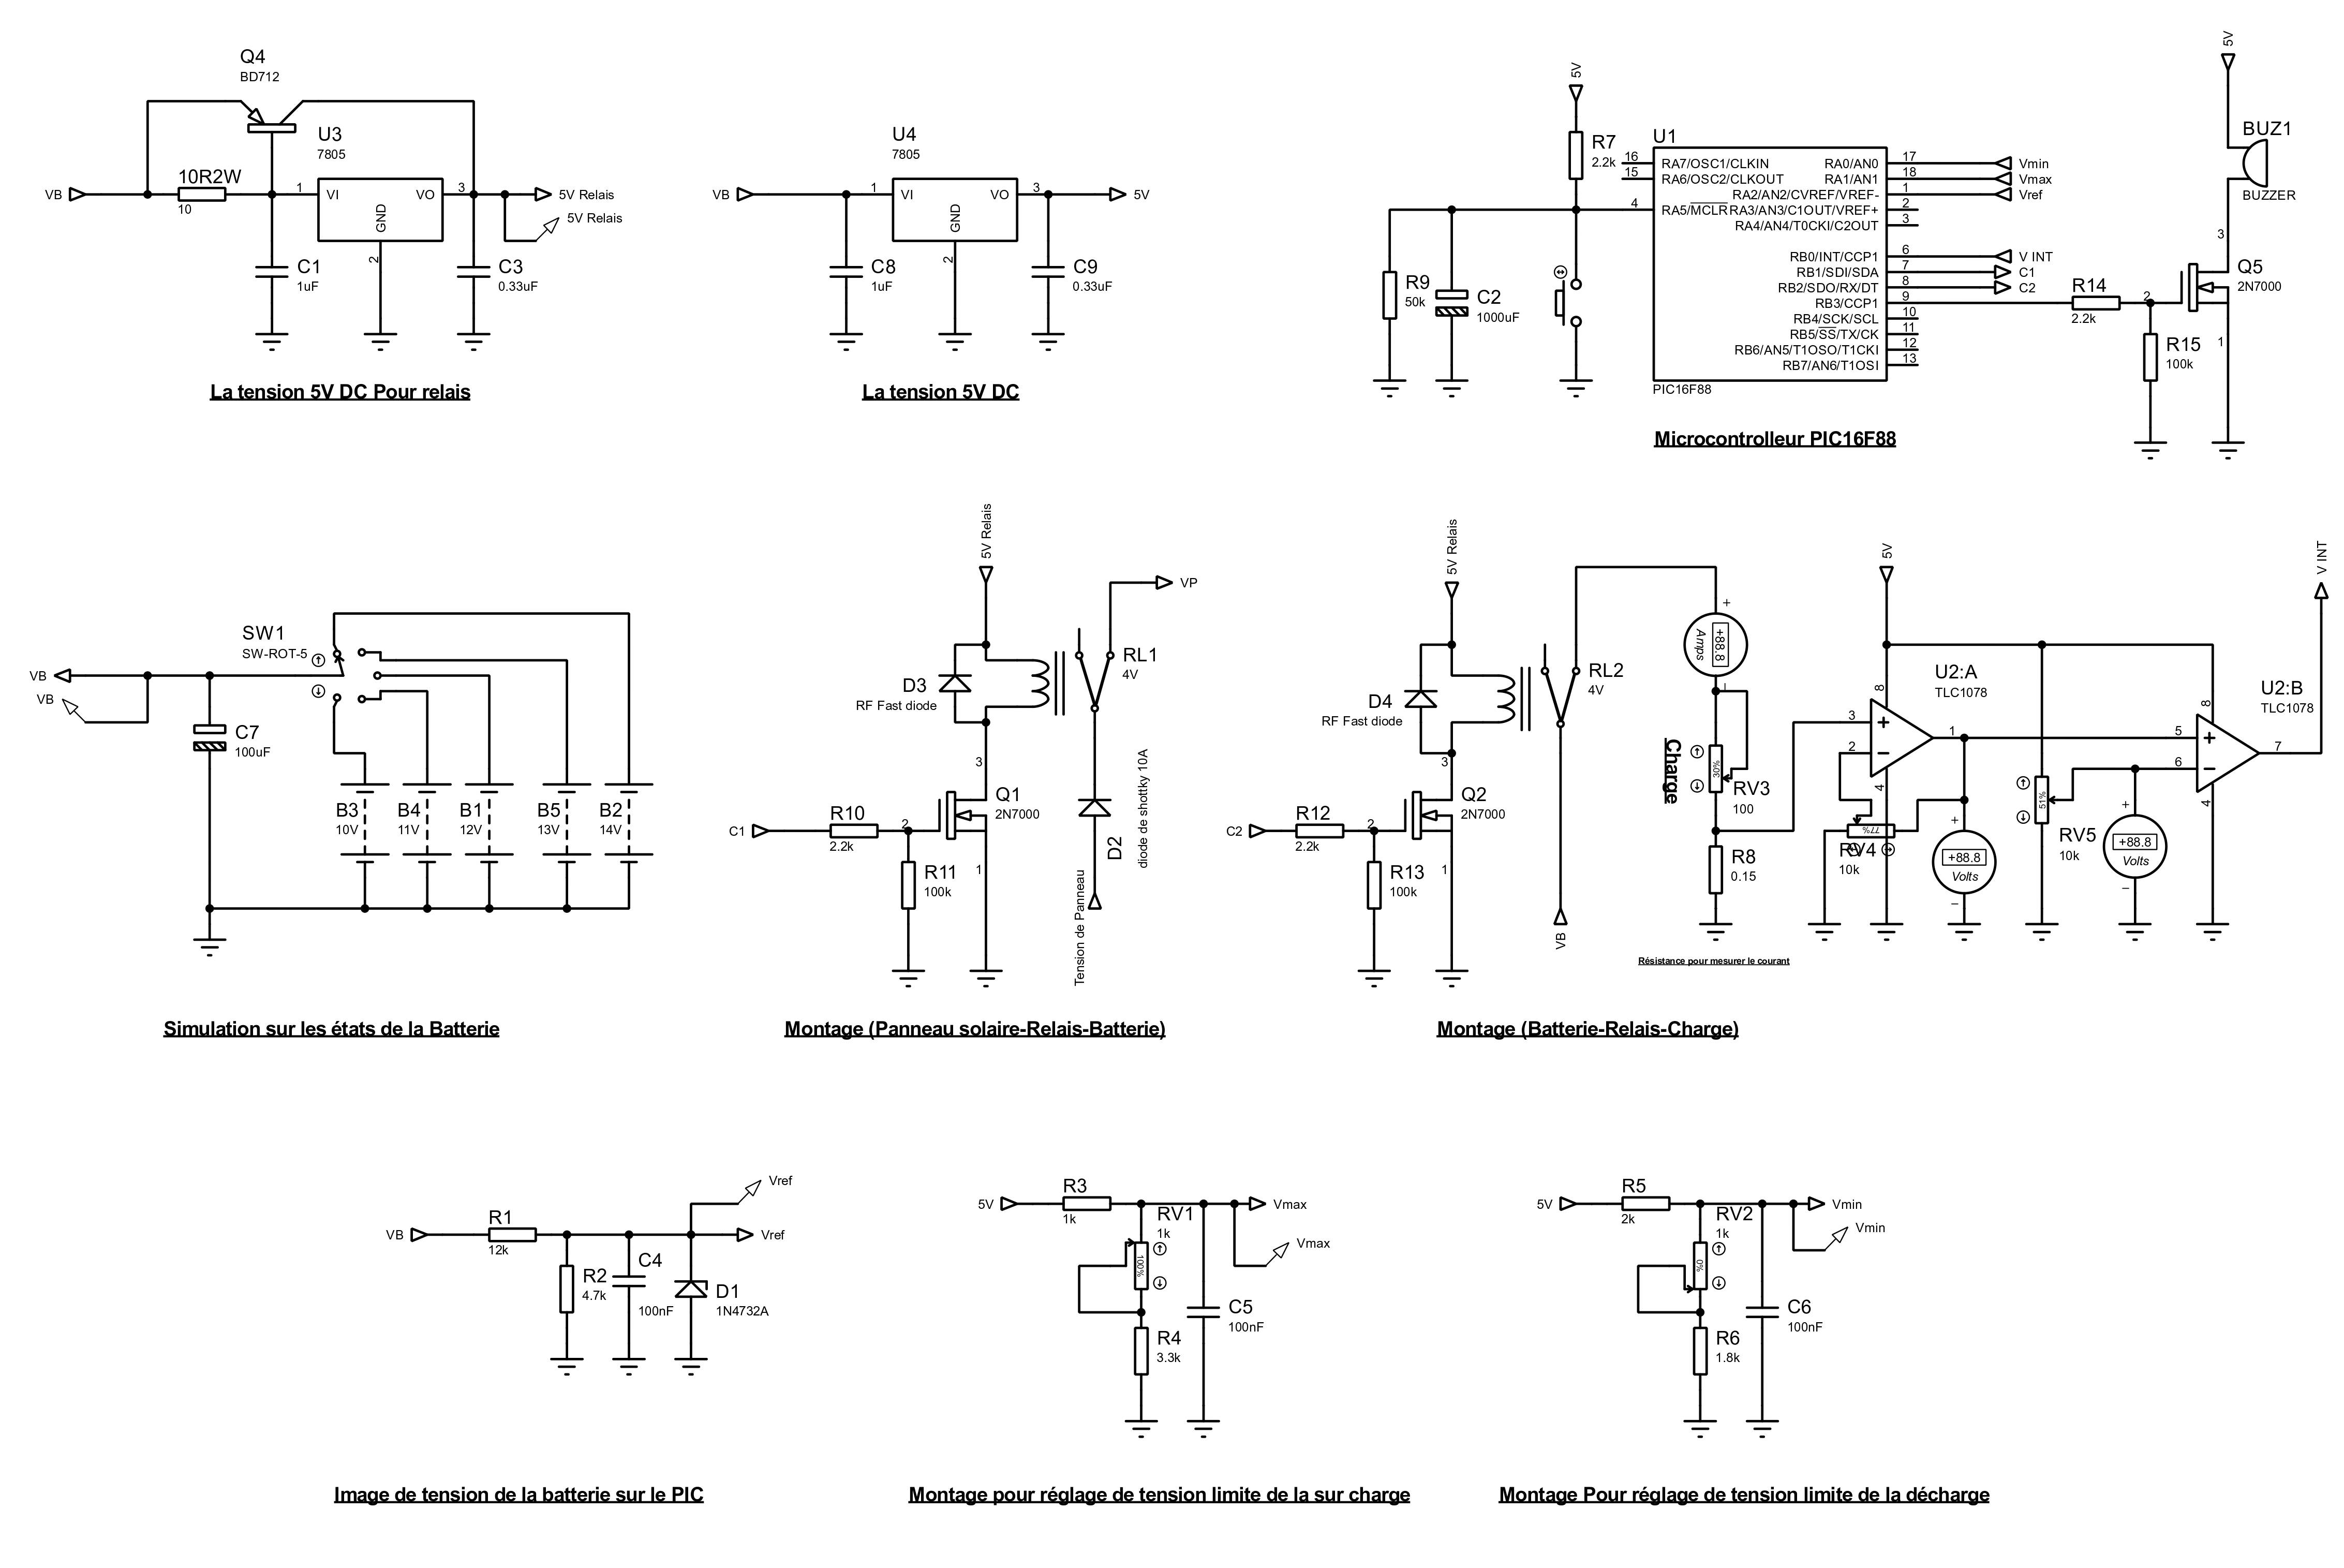 Q4
BD712
U3
7805
10R2W
10
VB
1
VI
VO
3
GND
2
5V Relais
5V Relais
C1
1uF
C3
0.33uF
La tension 5V DC Pour relais
U4
7805
VB
1
VI
VO
3
GND
2
5V
C8
1uF
C9
0.33uF
La tension 5V DC
5V
R7
2.2k
U1
16
15
4
RA7/OSC1/CLKIN
RA6/OSC2/CLKOUT
RA5/MCLR
RA0/AN0
RA1/AN1
RA2/AN2/CVREF/VREF-
RA3/AN3/C1OUT/VREF+
RA4/AN4/T0CKI/C2OUT
RB0/INT/CCP1
RB1/SDI/SDA
RB2/SDO/RX/DT
RB3/CCP1
RB4/SCK/SCL
RB5/SS/TX/CK
RB6/AN5/T1OSO/T1CKI
RB7/AN6/T1OSI
17
18
1
2
3
6
7
8
9
10
11
12
13
Vmin
Vmax
Vref
V INT
C1
C2
PIC16F88
R9
50k
C2
1000uF
R14
2.2k
R15
100k
5V
BUZ1
BUZZER
3
2
1
Q5
2N7000
Microcontrolleur PIC16F88
SW1
SW-ROT-5
VB
VB
C7
100uF
B3
10V
B4
11V
B1
12V
B5
13V
B2
14V
Simulation sur les états de la Batterie
5V Relais
VP
D3
RF Fast diode
RL1
4V
3
C1
R10
2.2k
2
Q1
2N7000
1
R11
100k
D2
diode de shottky 10A
Tension de Panneau
Montage (Panneau solaire-Relais-Batterie)
5V Relais
D4
RF Fast diode
RL2
4V
3
C2
R12
2.2k
2
Q2
2N7000
1
R13
100k
VB
+
+88.8
Amps
Charge
30%
RV3
100
R8
0.15
Résistance pour mesurer le courant
5V
U2:A
TLC1078
8
3
2
1
4
77%
RV4
10k
+
+88.8
Volts
−
51%
RV5
10k
+
+88.8
Volts
−
U2:B
TLC1078
8
5
6
7
4
V INT
Montage (Batterie-Relais-Charge)
VB
R1
12k
R2
4.7k
C4
100nF
D1
1N4732A
Vref
Vref
Image de tension de la batterie sur le PIC
5V
R3
1k
RV1
1k
100%
R4
3.3k
C5
100nF
Vmax
Vmax
Montage pour réglage de tension limite de la sur charge
5V
R5
2k
RV2
1k
0%
R6
1.8k
C6
100nF
Vmin
Vmin
Montage Pour réglage de tension limite de la décharge